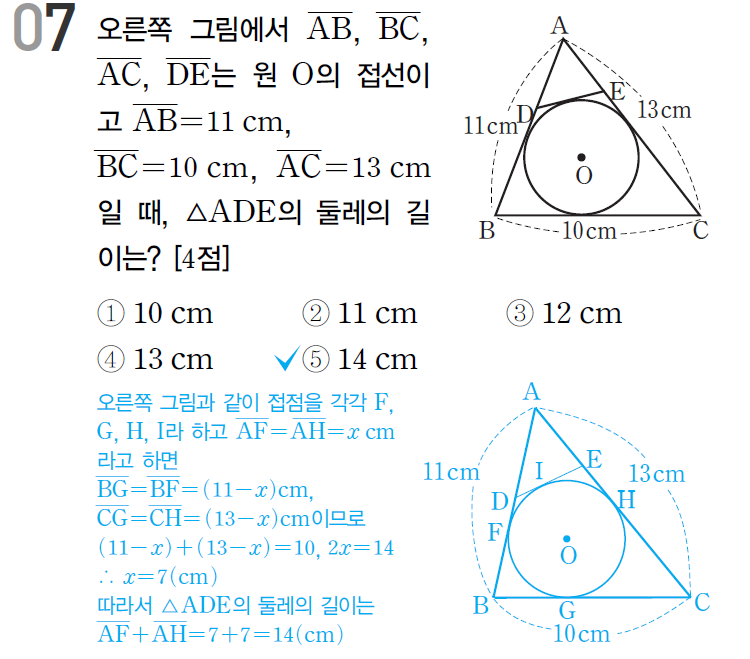 07
오른쪽 그림에서 AB, BC,
AC, DE는 원 O의 접선이
고 AB=11 cm,
BC=10 cm, AC=13 cm
일 때, △ADE의 둘레의 길
이는? [4점]
A
D
E
11cm
13cm
O
B
10cm
C
① 10 cm ② 11 cm ③ 12 cm
④ 13 cm ⑤ 14 cm
오른쪽 그림과 같이 접점을 각각 F,
G, H, I라 하고 AF=AH=x cm
라고 하면
BG=BF=(11-x)cm,
CG=CH=(13-x)cm이므로
(11-x)+(13-x)=10, 2x=14
∴ x=7(cm)
따라서 △ADE의 둘레의 길이는
AF+AH=7+7=14(cm)
A
11cm
I
E
13cm
D
H
F
O
B
G
C
10cm